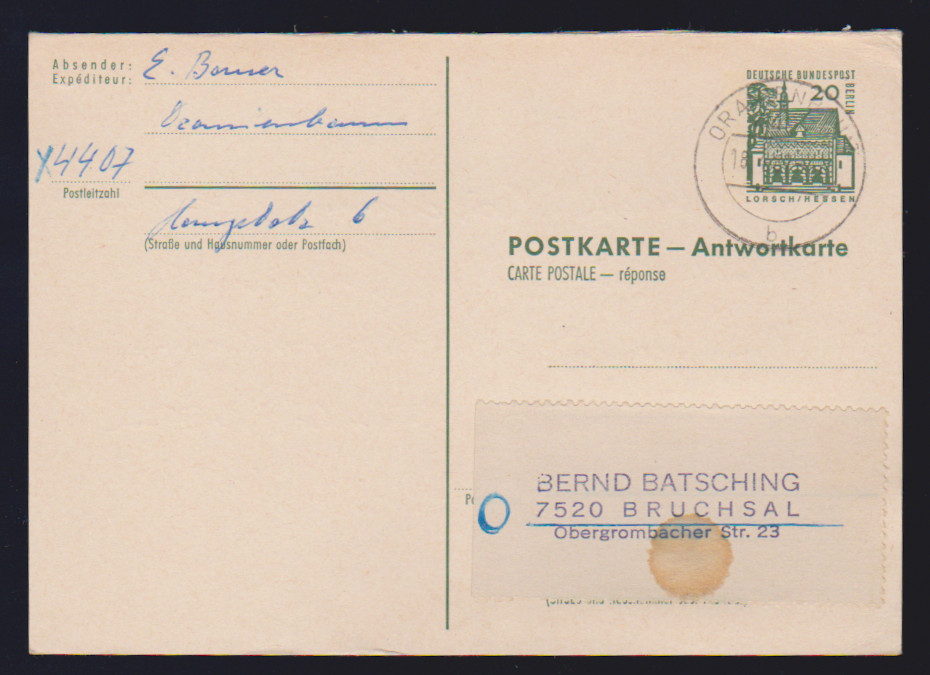 Absender:
Expéditeur:
E.
X4407
Postleitzahl
6
(Straße und Hausnummer oder Postfach)
DEUTSCHE BUNDESPOST
BERLIN
20
LORSCH/HESSEN
b
POSTKARTE — Antwortkarte
CARTE POSTALE — réponse
BERND BATSCHING
7520 BRUCHSAL
Obergrombacher Str. 23